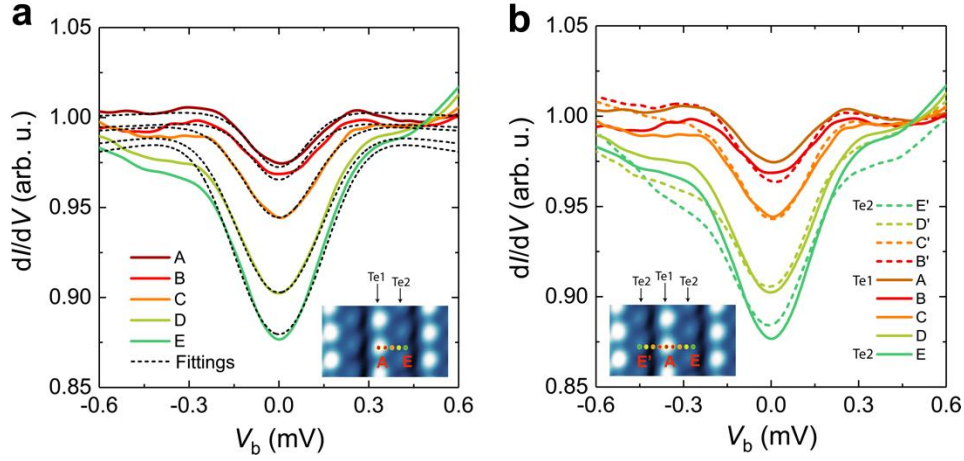 a
1.05
1.00
0.95
0.90
0.85
dI/dV (arb. u.)
A
B
C
D
E
Fittings
Te1
Te2
A E
-0.6 -0.3 0.0 0.3 0.6
Vb (mV)
b
1.05
1.00
0.95
0.90
0.85
dI/dV (arb. u.)
Te2 E'
D'
C'
B'
Te1 A
B
C
D
Te2 E
Te1
Te2 Te2
E' A E
-0.6 -0.3 0.0 0.3 0.6
Vb (mV)